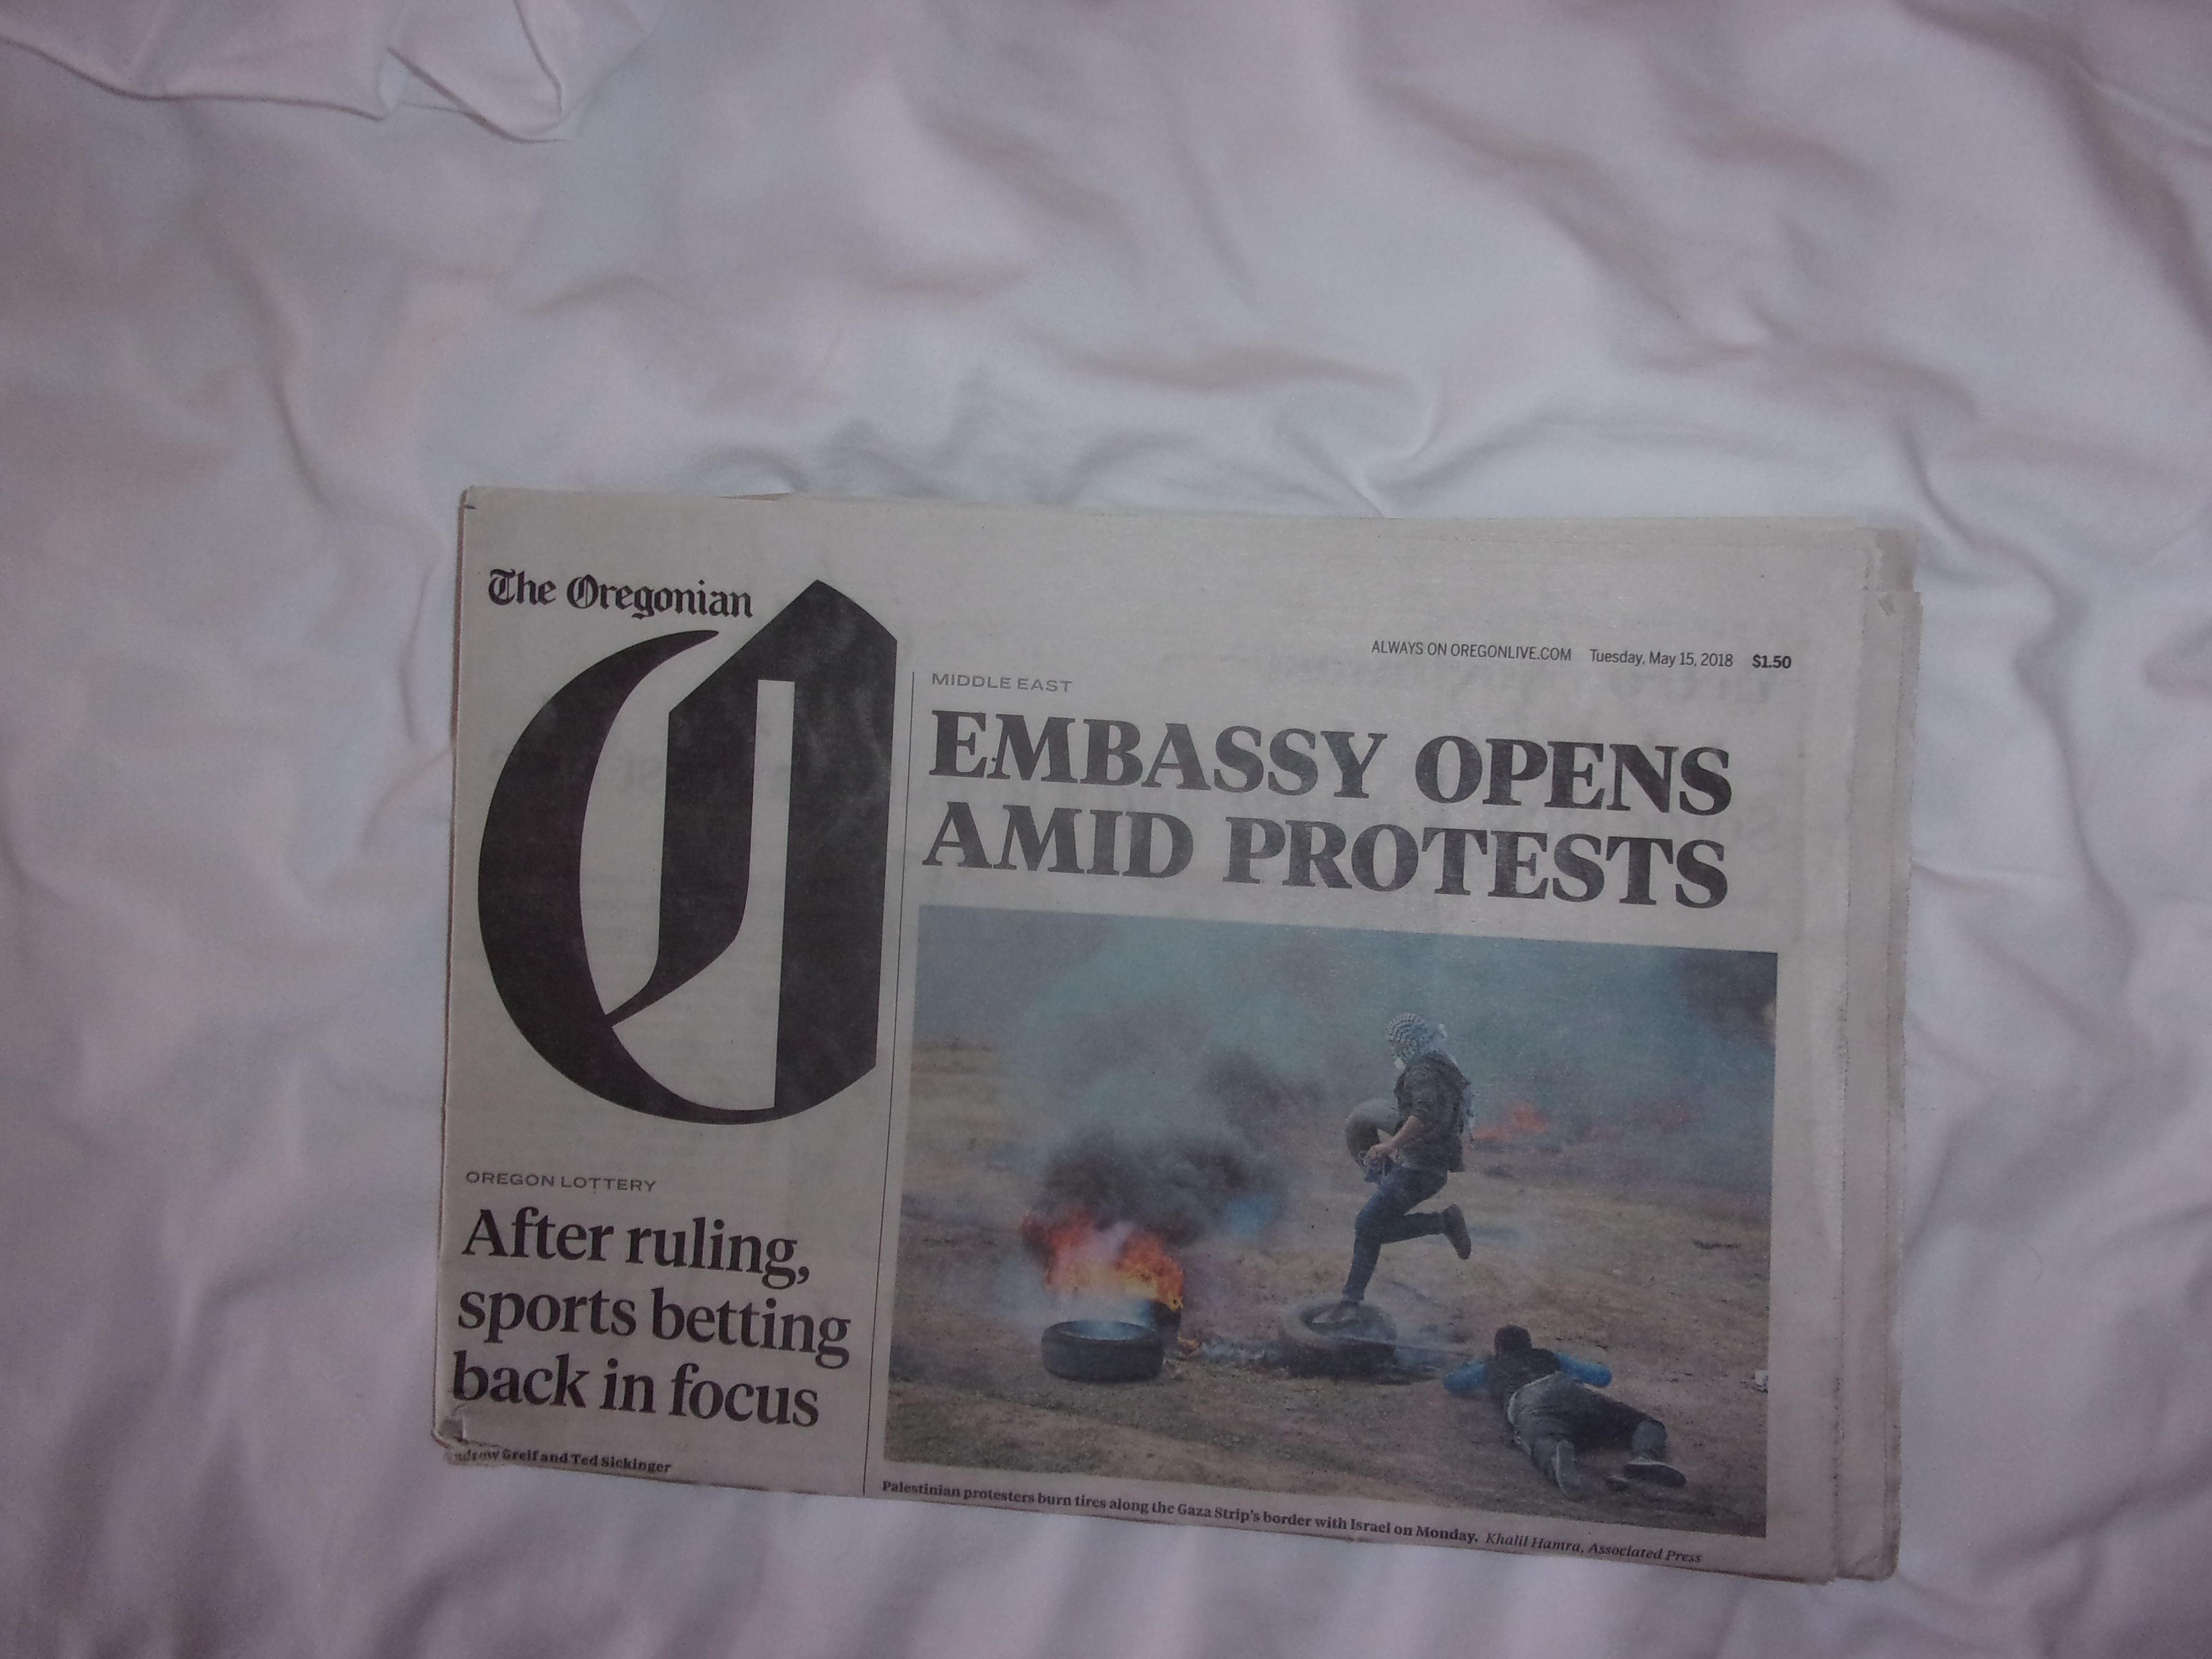 The Oregonian
O
ALWAYS ON OREGONLIVE.COM Tuesday, May 15, 2018 $1.50
MIDDLE EAST
EMBASSY OPENS
AMID PROTESTS
OREGON LOTTERY
After ruling,
sports betting
back in focus
Greif and Ted Sickinger
Palestinian protesters burn tires along the Gaza Strip's border with Israel on Monday. Khalil Hamra, Associated Press